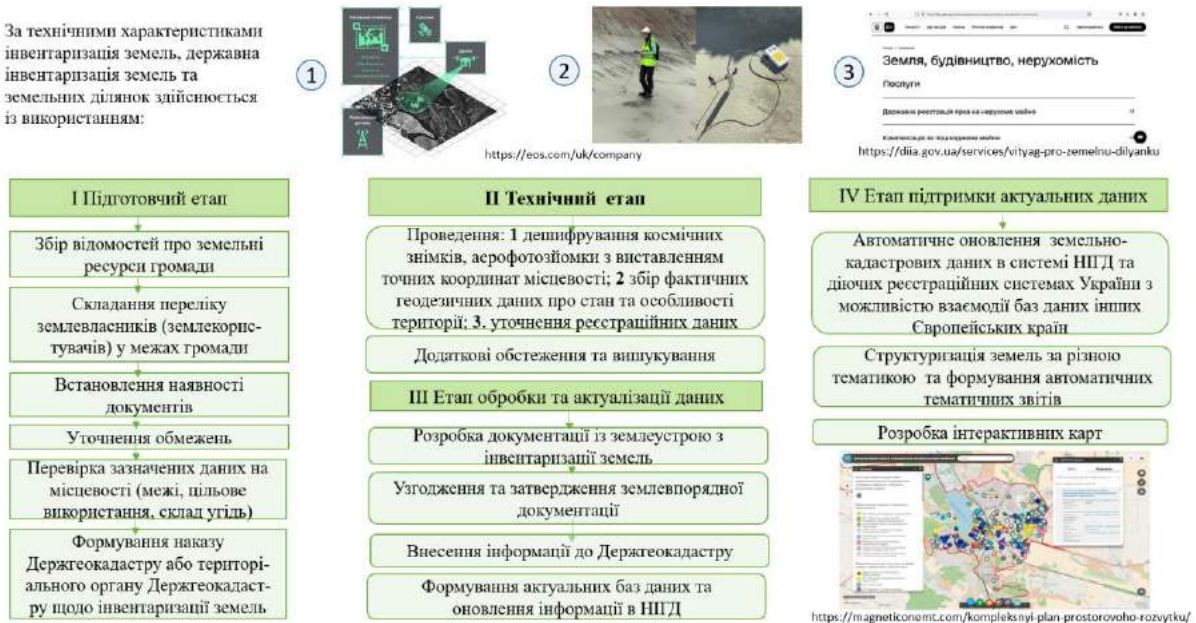 За технічними характеристиками
інвентаризація земель, державна
інвентаризація земель та
земельних ділянок здійснюється
із використанням:
1
2
3
Земля, будівництво, нерухомість
Послуги
Державна реєстрація прав на нерухоме майно
Компенсація за пошкоджене майно
https://eos.com/uk/company
https://diia.gov.ua/services/vityag-pro-zemelnu-dilyanku
I Підготовчий етап
Збір відомостей про земельні
ресурси громади
Складання переліку
землевласників (землекорис-
тувачів) у межах громади
Встановлення наявності
документів
Уточнення обмежень
Перевірка зазначених даних на
місцевості (межі, цільове
використання, склад угідь)
Формування наказу
Держгеокадастру або територі-
ального органу Держгеокадаст-
ру щодо інвентаризації земель
II Технічний етап
Проведення: 1 дешифрування космічних
знімків, аерофотозйомки з виставленням
точних координат місцевості; 2 збір фактичних
геодезичних даних про стан та особливості
території; 3. уточнення реєстраційних даних
Додаткові обстеження та вишукування
III Етап обробки та актуалізації даних
Розробка документації із землеустрою з
інвентаризації земель
Узгодження та затвердження землевпорядної
документації
Внесення інформації до Держгеокадастру
Формування актуальних баз даних та
оновлення інформації в НІГД
IV Етап підтримки актуальних даних
Автоматичне оновлення земельно-
кадастрових даних в системі НІГД та
діючих реєстраційних системах України з
можливістю взаємодії баз даних інших
Європейських країн
Структуризація земель за різною
тематикою та формування автоматичних
тематичних звітів
Розробка інтерактивних карт
https://magneticonemt.com/kompleksnyi-plan-prostorovoho-rozvytku/